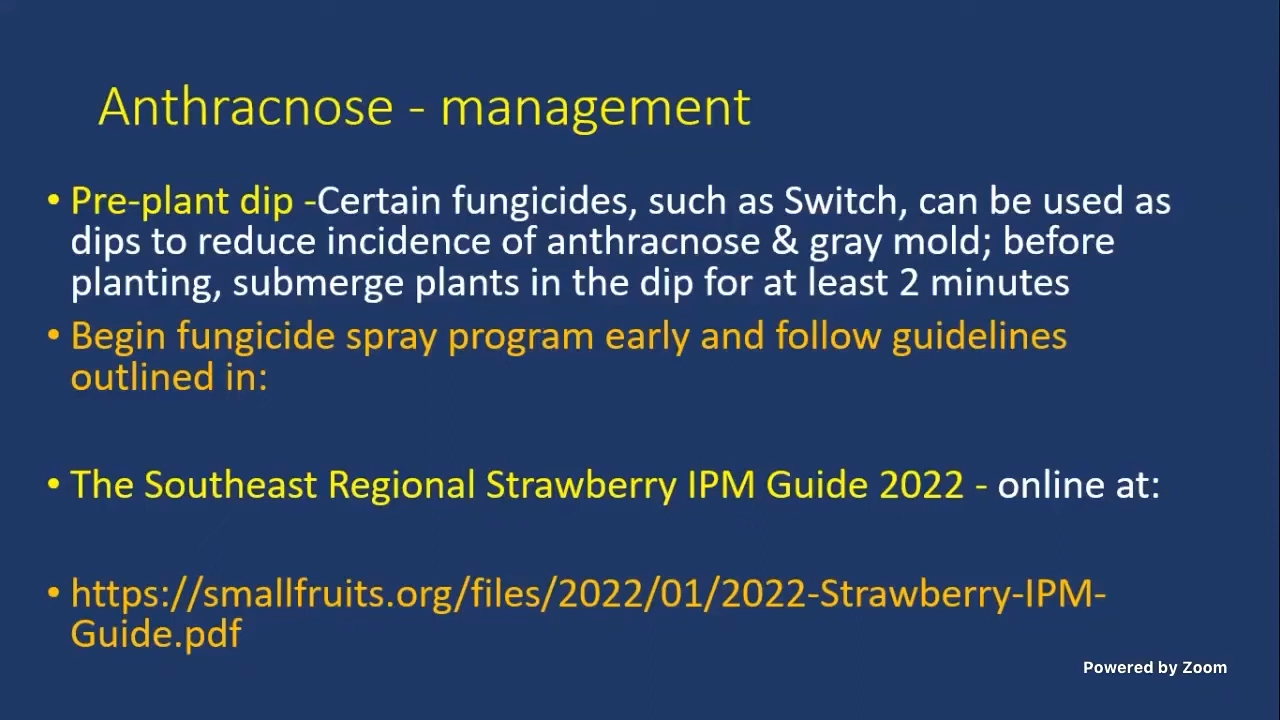 Anthracnose - management
• Pre-plant dip -Certain fungicides, such as Switch, can be used as
dips to reduce incidence of anthracnose & gray mold; before
planting, submerge plants in the dip for at least 2 minutes
• Begin fungicide spray program early and follow guidelines
outlined in:
• The Southeast Regional Strawberry IPM Guide 2022 - online at:
• https://smallfruits.org/files/2022/01/2022-Strawberry-IPM-
Guide.pdf
Powered by Zoom